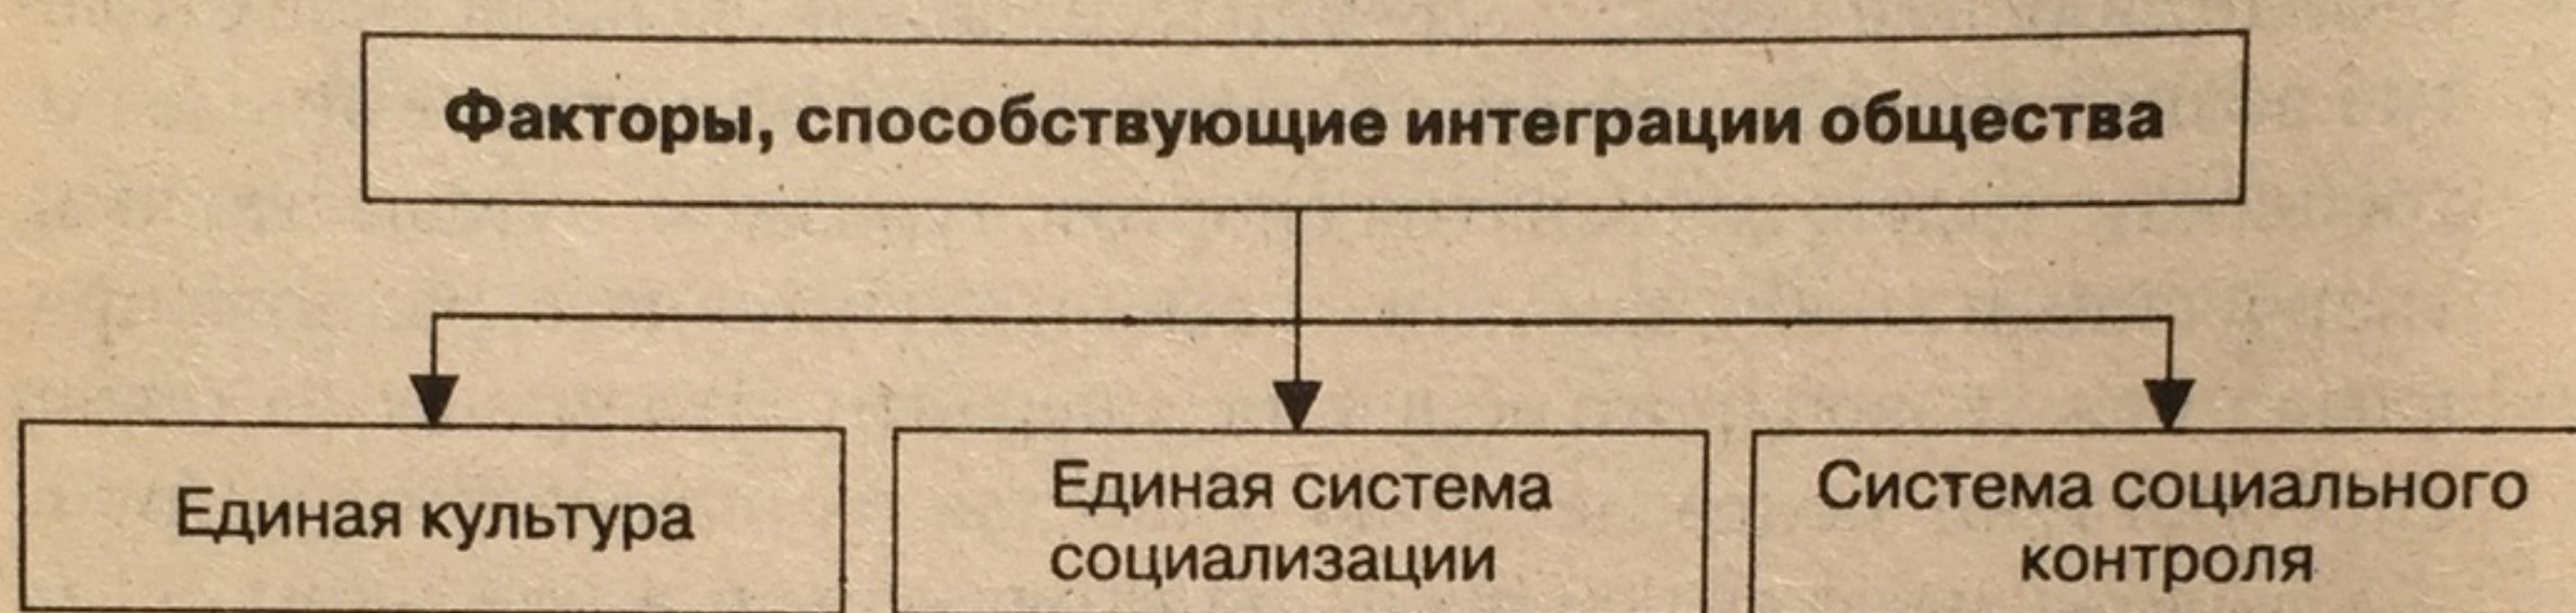 Факторы, способствующие интеграции общества
Единая культура
Единая система
социализации
Система социального
контроля